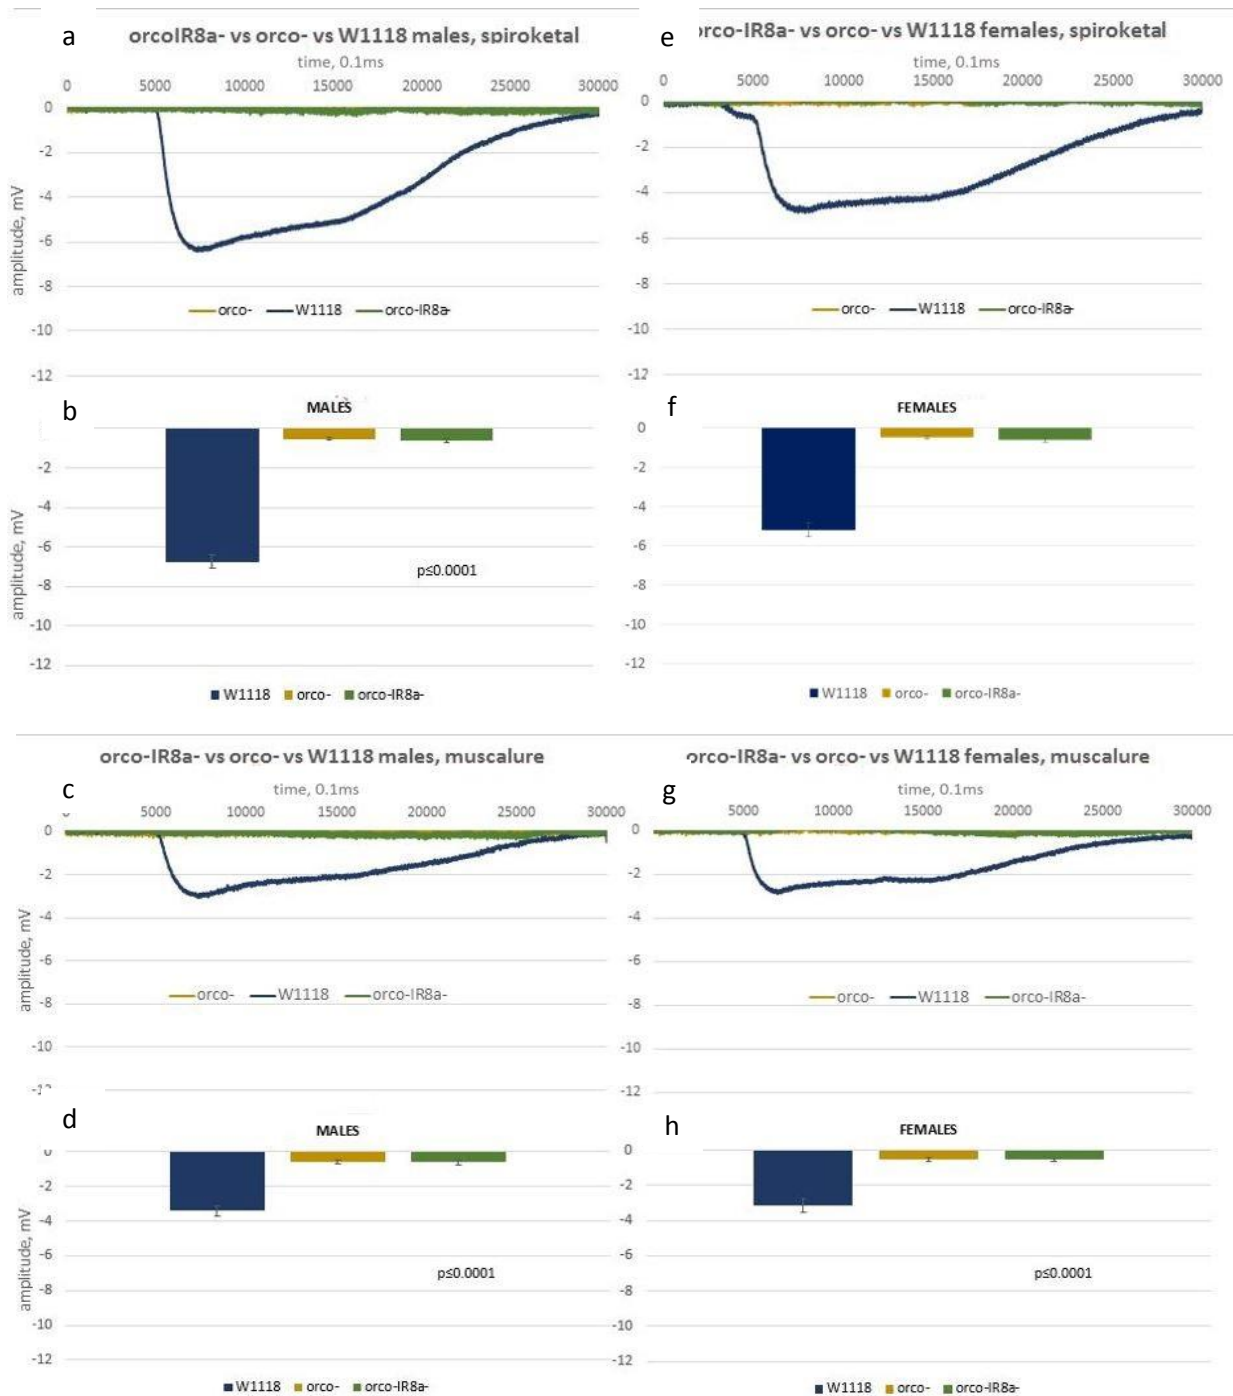 a
orcoIR8a- vs orco- vs W1118 males, spiroketal
time, 0.1ms
0 5000 10000 15000 20000 25000 30000
0
-2
-4
-6
-8
-10
-12
amplitude, mV
orco- W1118 orco-IR8a-
b
MALES
-2
-4
-6
-8
-10
-12
amplitude, mV
p≤0.0001
W1118 orco- orco-IR8a-
e
orco-IR8a- vs orco- vs W1118 females, spiroketal
time, 0.1ms
0 5000 10000 15000 20000 25000 30000
0
-2
-4
-6
-8
-10
-12
orco- W1118 orco-IR8a-
f
FEMALES
0
-2
-4
-6
-8
-10
-12
W1118 orco- orco-IR8a-
orco-IR8a- vs orco- vs W1118 males, muscalure
c
time, 0.1ms
5000 10000 15000 20000 25000 30000
0
-2
-4
-6
-8
-10
amplitude, mV
orco- W1118 orco-IR8a-
d
MALES
0
-2
-4
-6
-8
-10
-12
amplitude, mV
p≤0.0001
W1118 orco- orco-IR8a-
orco-IR8a- vs orco- vs W1118 females, muscalure
g
time, 0.1ms
5000 10000 15000 20000 25000 30000
0
-2
-4
-6
-8
-10
-12
orco- W1118 orco-IR8a-
h
FEMALES
0
-2
-4
-6
-8
-10
-12
p≤0.0001
W1118 orco- orco-IR8a-